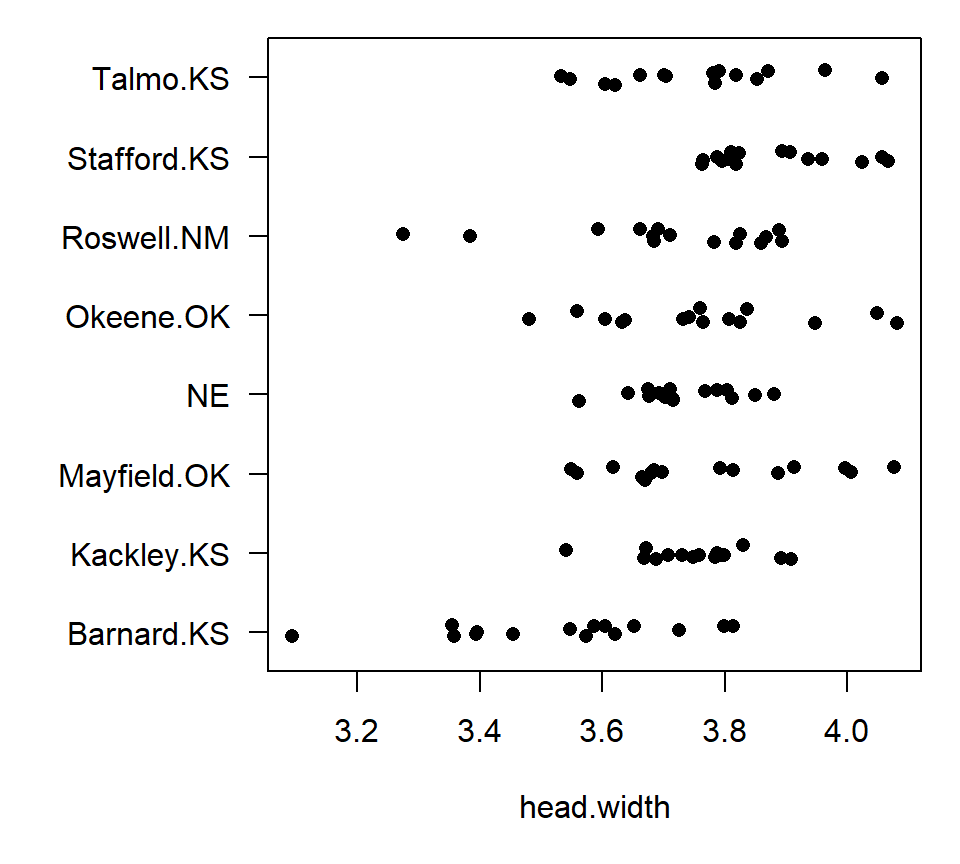 Talmo.KS
Stafford.KS
Roswell.NM
Okeene.OK
NE
Mayfield.OK
Kackley.KS
Barnard.KS
3.2 3.4 3.6 3.8 4.0
head.width